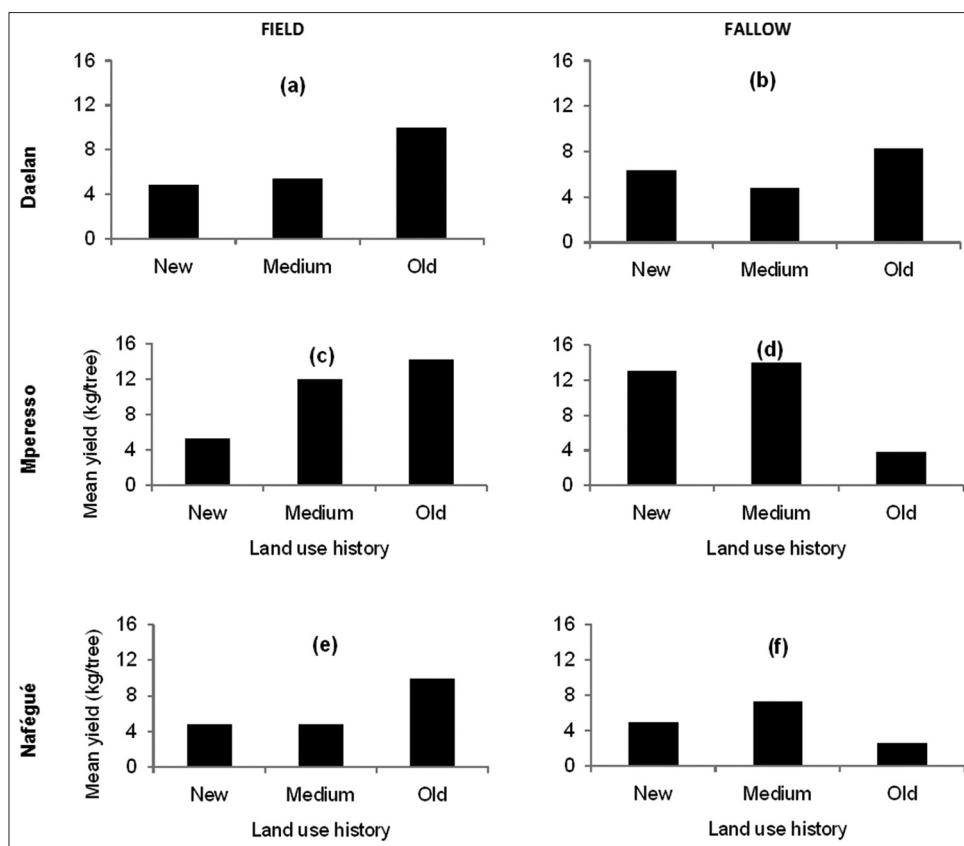 FIELD
FALLOW
Daelan
16
12
8
4
0
(a)
New Medium Old
16
12
8
4
0
(b)
New Medium Old
Mperesso
Mean yield (kg/tree)
16
12
8
4
0
(c)
New Medium Old
Land use history
16
12
8
4
0
(d)
New Medium Old
Land use history
Nafégué
Mean yield (kg/tree)
16
12
8
4
0
(e)
New Medium Old
Land use history
16
12
8
4
0
(f)
New Medium Old
Land use history